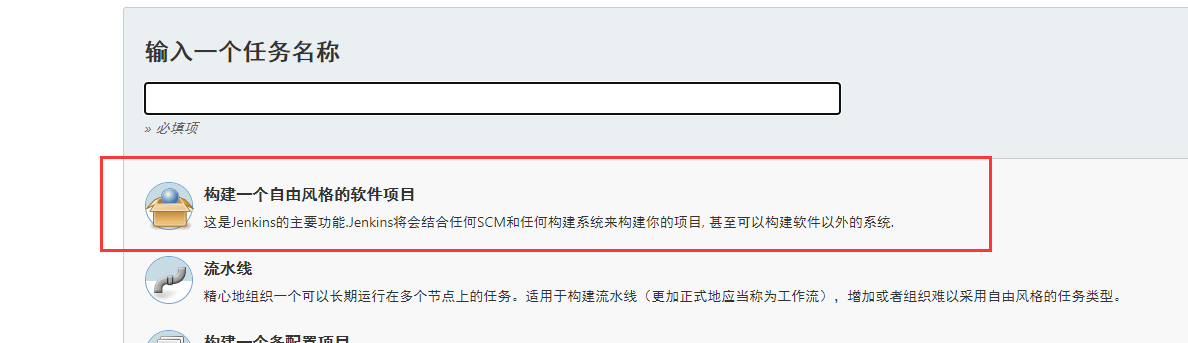 输入一个任务名称
» 必填项
构建一个自由风格的软件项目
这是Jenkins的主要功能.Jenkins将会结合任何SCM和任何构建系统来构建你的项目, 甚至可以构建软件以外的系统.
流水线
精心地组织一个可以长期运行在多个节点上的任务。适用于构建流水线（更加正式地应当称为工作流），增加或者组织难以采用自由风格的任务类型。
构建一个多配置项目